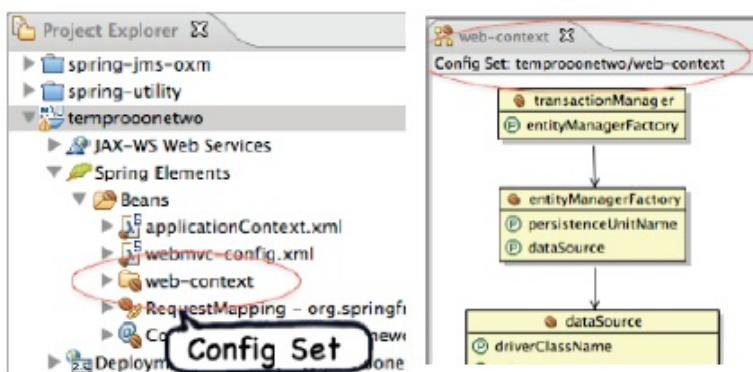 Project Explorer
spring-jms-oxm
spring-utility
temprooonetwo
JAX-WS Web Services
Spring Elements
Beans
applicationContext.xml
webmvc-config.xml
web-context
RequestMapping - org.springfr
Co
Config Set
Deploym
web-context
Config Set: temprooonetwo/web-context
transactionManager
entityManagerFactory
entityManagerFactory
persistenceUnitName
dataSource
dataSource
driverClassName